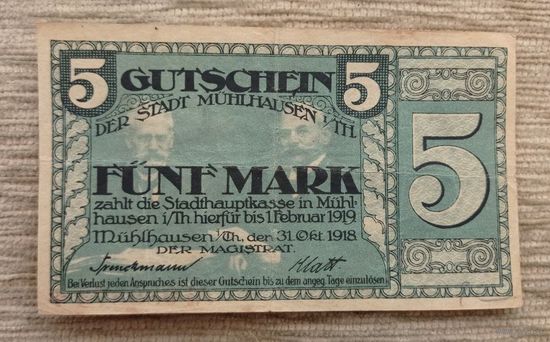 5 GUTSCHEIN 5
DER STADT MÜHLHAUSEN i/TH.
5
FÜNF MARK
zahlt die Stadthauptkasse in Mühl-
hausen i/Th. hierfür bis 1. Februar 1919.
Mühlhausen i/Th., den 31. Okt. 1918.
DER MAGISTRAT.
Klatt
Bei Verlust jeden Anspruches ist dieser Gutschein bis zu dem angeg. Tage einzulösen.